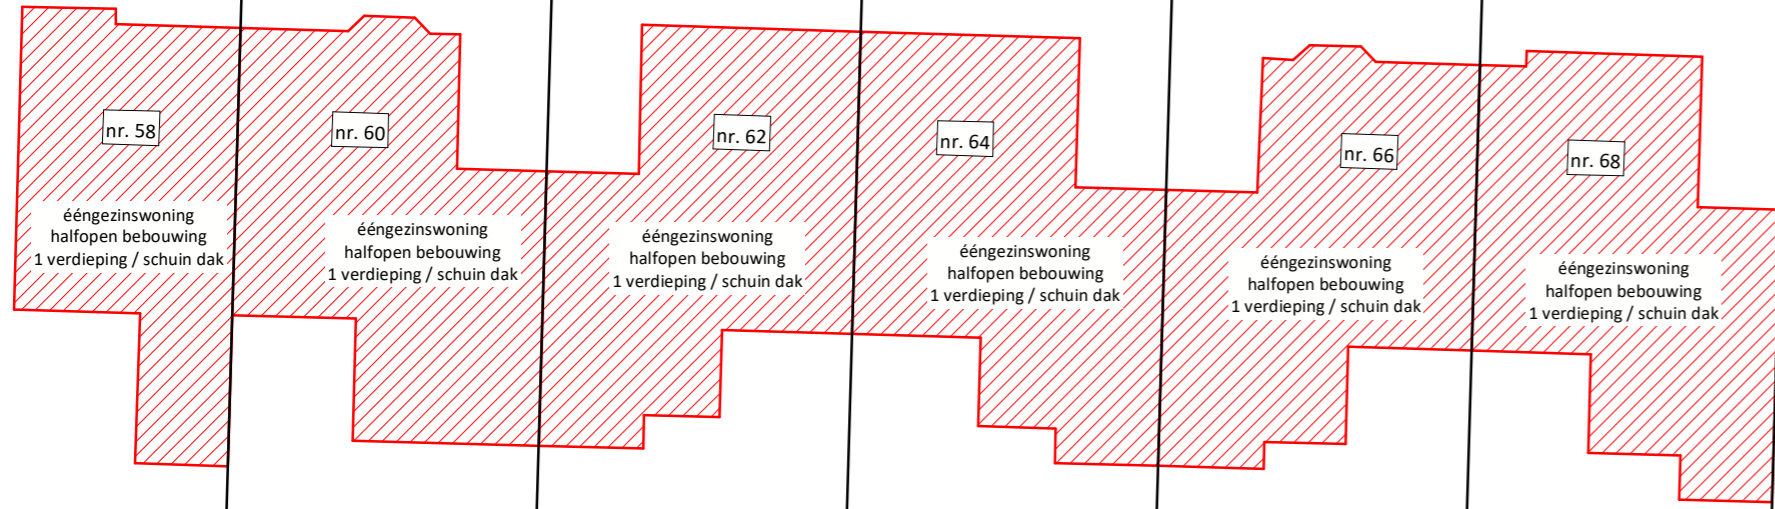 nr. 58
ééngezinswoning
halfopen bebouwing
1 verdieping / schuin dak
nr. 60
ééngezinswoning
halfopen bebouwing
1 verdieping / schuin dak
nr. 62
ééngezinswoning
halfopen bebouwing
1 verdieping / schuin dak
nr. 64
ééngezinswoning
halfopen bebouwing
1 verdieping / schuin dak
nr. 66
ééngezinswoning
halfopen bebouwing
1 verdieping / schuin dak
nr. 68
ééngezinswoning
halfopen bebouwing
1 verdieping / schuin dak